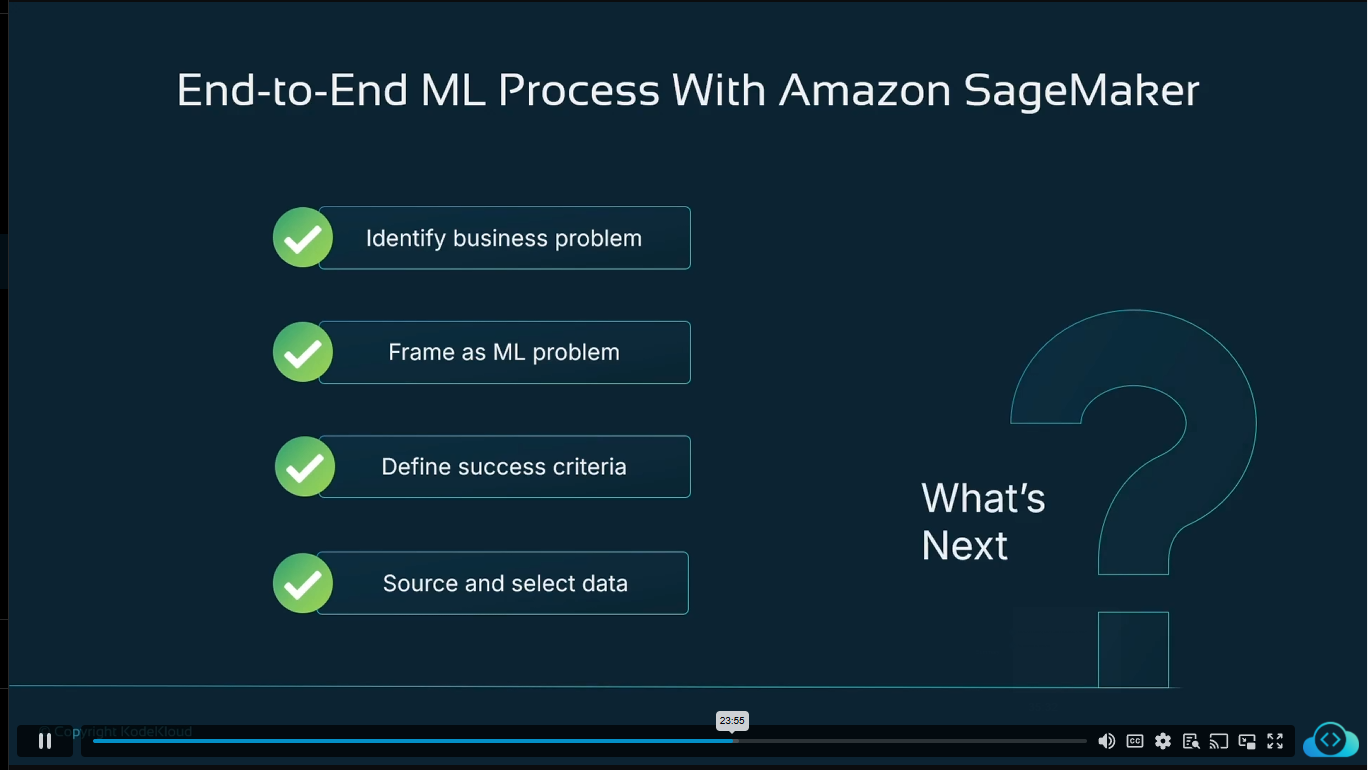 End-to-End ML Process With Amazon SageMaker
Identify business problem
Frame as ML problem
Define success criteria
Source and select data
What's
Next
© Copyright KodeKloud
23:55
CC